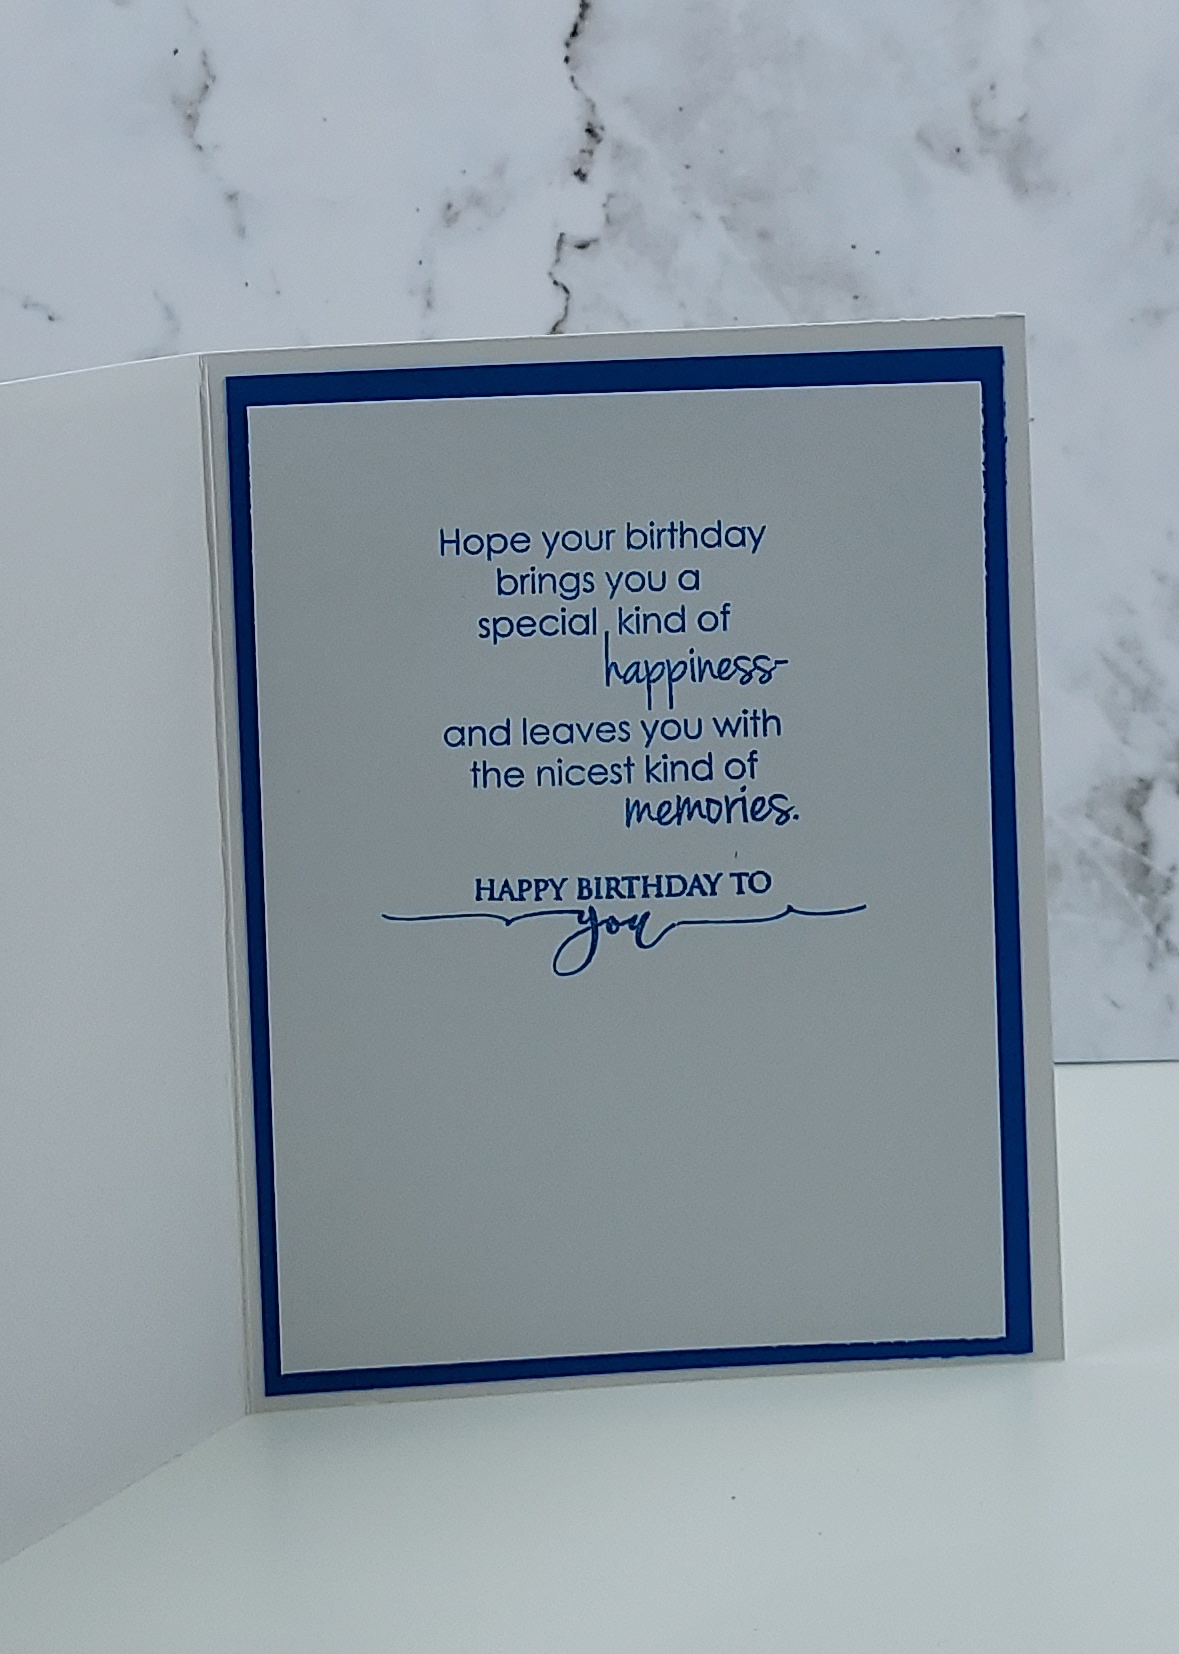 Hope your birthday
brings you a
special kind of
happiness-
and leaves you with
the nicest kind of
memories.
HAPPY BIRTHDAY TO
you